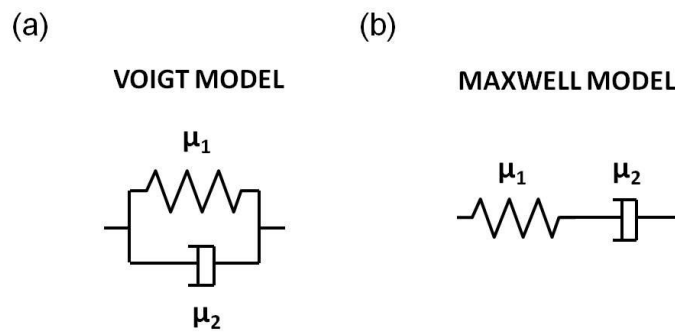 (a)
(b)
VOIGT MODEL
MAXWELL MODEL
μ1
μ2
μ1
μ2